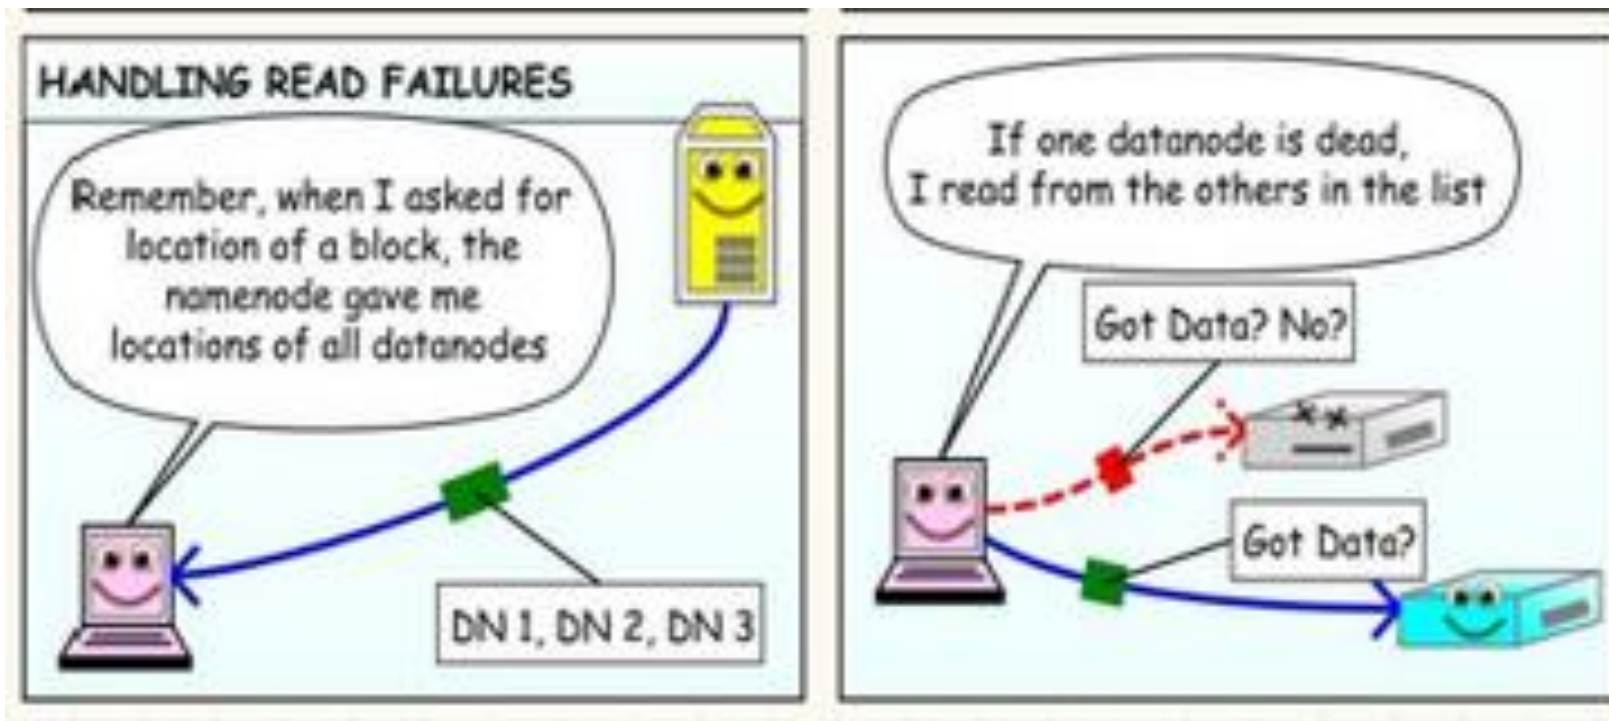 HANDLING READ FAILURES
Remember, when I asked for
location of a block, the
namenode gave me
locations of all datanodes
DN 1, DN 2, DN 3
If one datanode is dead,
I read from the others in the list
Got Data? No?
Got Data?